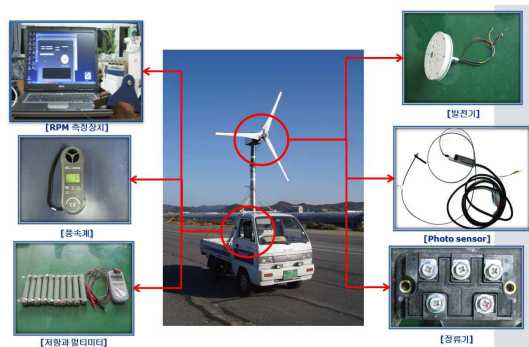 [RPM 측정장치]
[풍속계]
[저항과 멀티미터]
[발전기]
[Photo sensor]
[정류기]